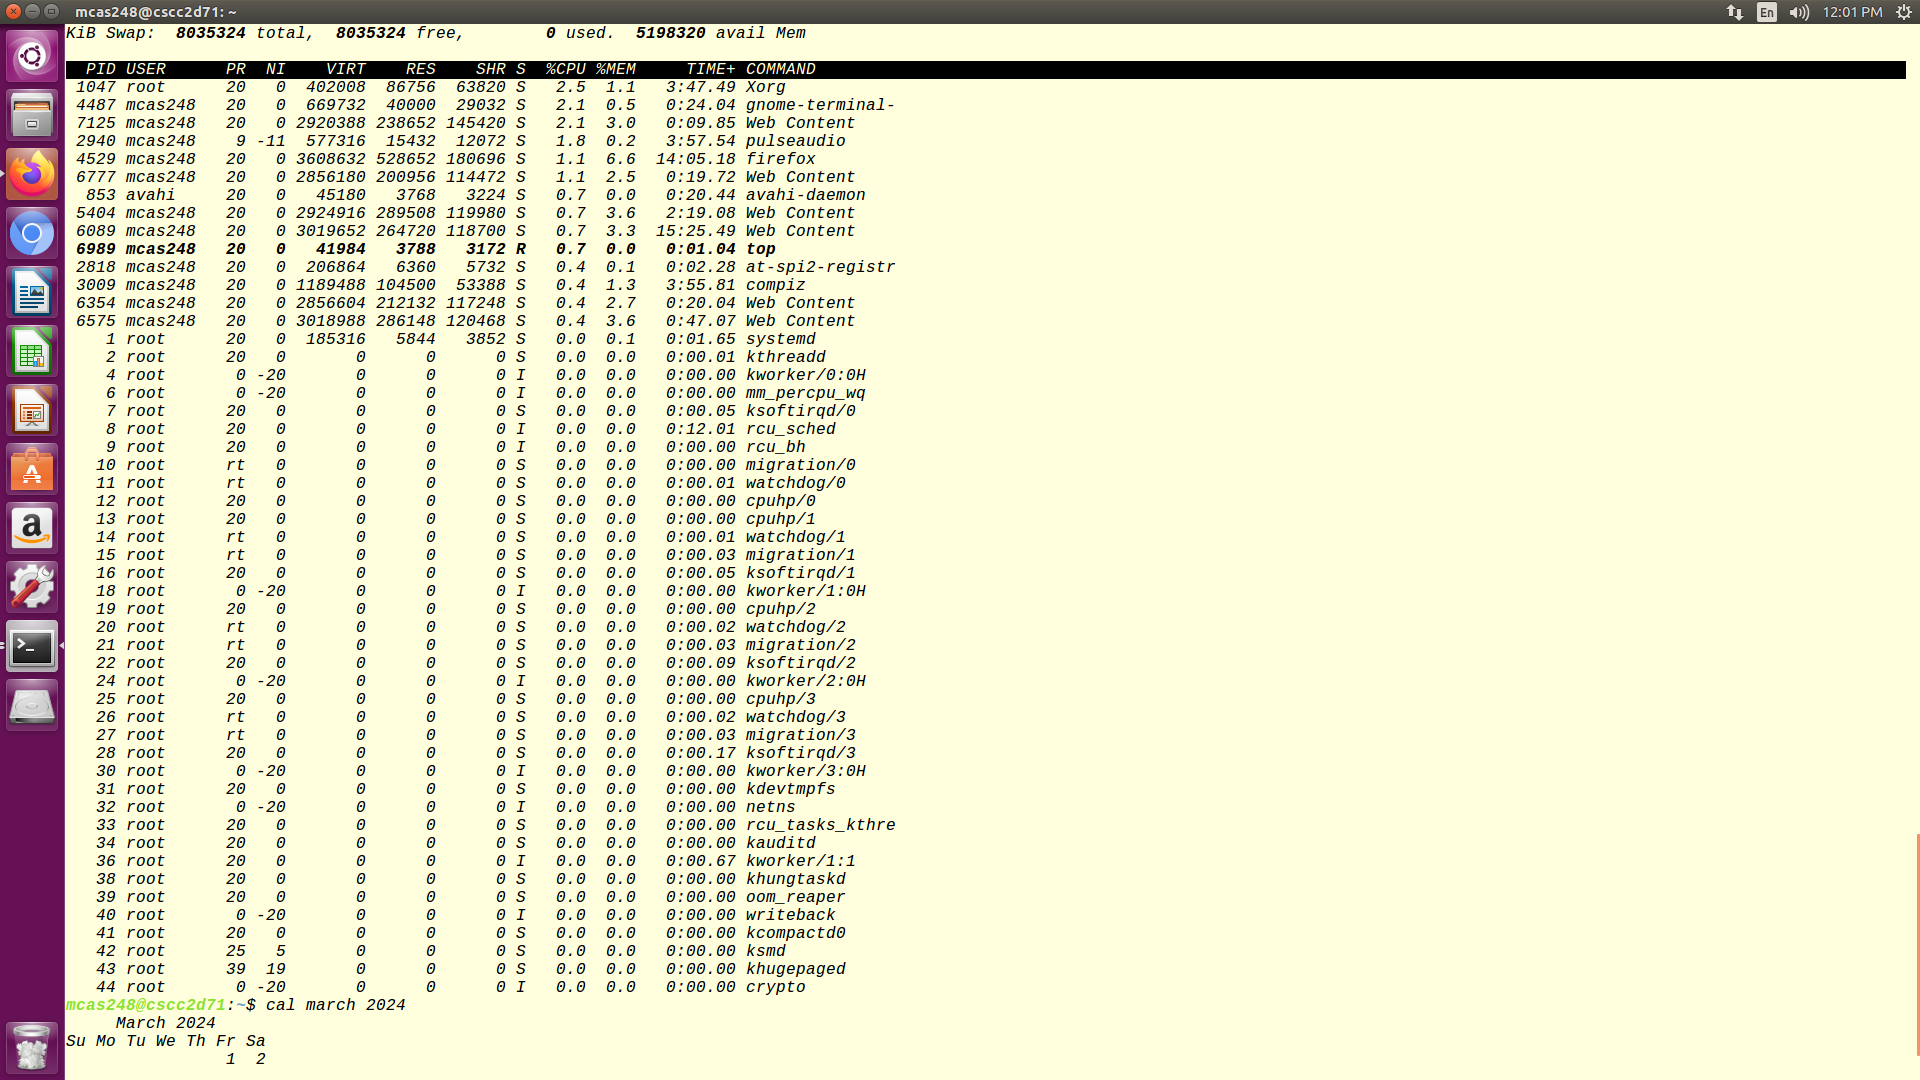 mcas248@cscc2d71: ~
En
12:01 PM
KiB Swap:  8035324 total,  8035324 free,        0 used.  5198320 avail Mem
  PID USER      PR  NI    VIRT    RES    SHR S  %CPU %MEM     TIME+ COMMAND
 1047 root      20   0  402008  86756  63820 S   2.5  1.1   3:47.49 Xorg
 4487 mcas248   20   0  669732  40000  29032 S   2.1  0.5   0:24.04 gnome-terminal-
 7125 mcas248   20   0 2920388 238652 145420 S   2.1  3.0   0:09.85 Web Content
 2940 mcas248    9 -11  577316  15432  12072 S   1.8  0.2   3:57.54 pulseaudio
 4529 mcas248   20   0 3608632 528652 180696 S   1.1  6.6  14:05.18 firefox
 6777 mcas248   20   0 2856180 200956 114472 S   1.1  2.5   0:19.72 Web Content
  853 avahi     20   0   45180   3768   3224 S   0.7  0.0   0:20.44 avahi-daemon
 5404 mcas248   20   0 2924916 289508 119980 S   0.7  3.6   2:19.08 Web Content
 6089 mcas248   20   0 3019652 264720 118700 S   0.7  3.3  15:25.49 Web Content
 6989 mcas248   20   0   41984   3788   3172 R   0.7  0.0   0:01.04 top
 2818 mcas248   20   0  206864   6360   5732 S   0.4  0.1   0:02.28 at-spi2-registr
 3009 mcas248   20   0 1189488 104500  53388 S   0.4  1.3   3:55.81 compiz
 6354 mcas248   20   0 2856604 212132 117248 S   0.4  2.7   0:20.04 Web Content
 6575 mcas248   20   0 3018988 286148 120468 S   0.4  3.6   0:47.07 Web Content
    1 root      20   0  185316   5844   3852 S   0.0  0.1   0:01.65 systemd
    2 root      20   0       0      0      0 S   0.0  0.0   0:00.01 kthreadd
    4 root       0 -20       0      0      0 I   0.0  0.0   0:00.00 kworker/0:0H
    6 root       0 -20       0      0      0 I   0.0  0.0   0:00.00 mm_percpu_wq
    7 root      20   0       0      0      0 S   0.0  0.0   0:00.05 ksoftirqd/0
    8 root      20   0       0      0      0 I   0.0  0.0   0:12.01 rcu_sched
    9 root      20   0       0      0      0 I   0.0  0.0   0:00.00 rcu_bh
   10 root      rt   0       0      0      0 S   0.0  0.0   0:00.00 migration/0
   11 root      rt   0       0      0      0 S   0.0  0.0   0:00.01 watchdog/0
   12 root      20   0       0      0      0 S   0.0  0.0   0:00.00 cpuhp/0
   13 root      20   0       0      0      0 S   0.0  0.0   0:00.00 cpuhp/1
   14 root      rt   0       0      0      0 S   0.0  0.0   0:00.01 watchdog/1
   15 root      rt   0       0      0      0 S   0.0  0.0   0:00.03 migration/1
   16 root      20   0       0      0      0 S   0.0  0.0   0:00.05 ksoftirqd/1
   18 root       0 -20       0      0      0 I   0.0  0.0   0:00.00 kworker/1:0H
   19 root      20   0       0      0      0 S   0.0  0.0   0:00.00 cpuhp/2
   20 root      rt   0       0      0      0 S   0.0  0.0   0:00.02 watchdog/2
   21 root      rt   0       0      0      0 S   0.0  0.0   0:00.03 migration/2
   22 root      20   0       0      0      0 S   0.0  0.0   0:00.09 ksoftirqd/2
   24 root       0 -20       0      0      0 I   0.0  0.0   0:00.00 kworker/2:0H
   25 root      20   0       0      0      0 S   0.0  0.0   0:00.00 cpuhp/3
   26 root      rt   0       0      0      0 S   0.0  0.0   0:00.02 watchdog/3
   27 root      rt   0       0      0      0 S   0.0  0.0   0:00.03 migration/3
   28 root      20   0       0      0      0 S   0.0  0.0   0:00.17 ksoftirqd/3
   30 root       0 -20       0      0      0 I   0.0  0.0   0:00.00 kworker/3:0H
   31 root      20   0       0      0      0 S   0.0  0.0   0:00.00 kdevtmpfs
   32 root       0 -20       0      0      0 I   0.0  0.0   0:00.00 netns
   33 root      20   0       0      0      0 S   0.0  0.0   0:00.00 rcu_tasks_kthre
   34 root      20   0       0      0      0 S   0.0  0.0   0:00.00 kauditd
   36 root      20   0       0      0      0 I   0.0  0.0   0:00.67 kworker/1:1
   38 root      20   0       0      0      0 S   0.0  0.0   0:00.00 khungtaskd
   39 root      20   0       0      0      0 S   0.0  0.0   0:00.00 oom_reaper
   40 root       0 -20       0      0      0 I   0.0  0.0   0:00.00 writeback
   41 root      20   0       0      0      0 S   0.0  0.0   0:00.00 kcompactd0
   42 root      25   5       0      0      0 S   0.0  0.0   0:00.00 ksmd
   43 root      39  19       0      0      0 S   0.0  0.0   0:00.00 khugepaged
   44 root       0 -20       0      0      0 I   0.0  0.0   0:00.00 crypto
mcas248@cscc2d71:~$ cal march 2024
     March 2024
Su Mo Tu We Th Fr Sa
                1  2